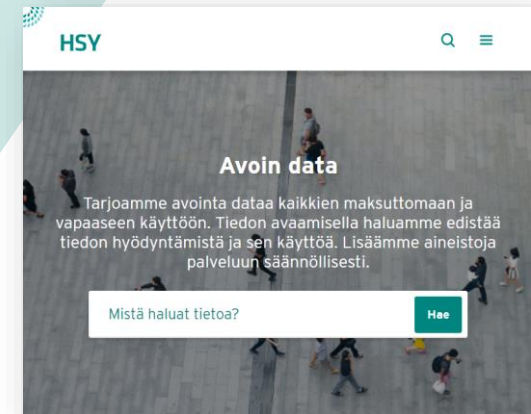 HSY
Avoin data
Tarjoamme avointa dataa kaikkien maksuttomaan ja
vapaaseen käyttöön. Tiedon avaamisella haluamme edistää
tiedon hyödyntämistä ja sen käyttöä. Lisäämme aineistoja
palveluun säännöllisesti.
Mistä haluat tietoa?
Hae